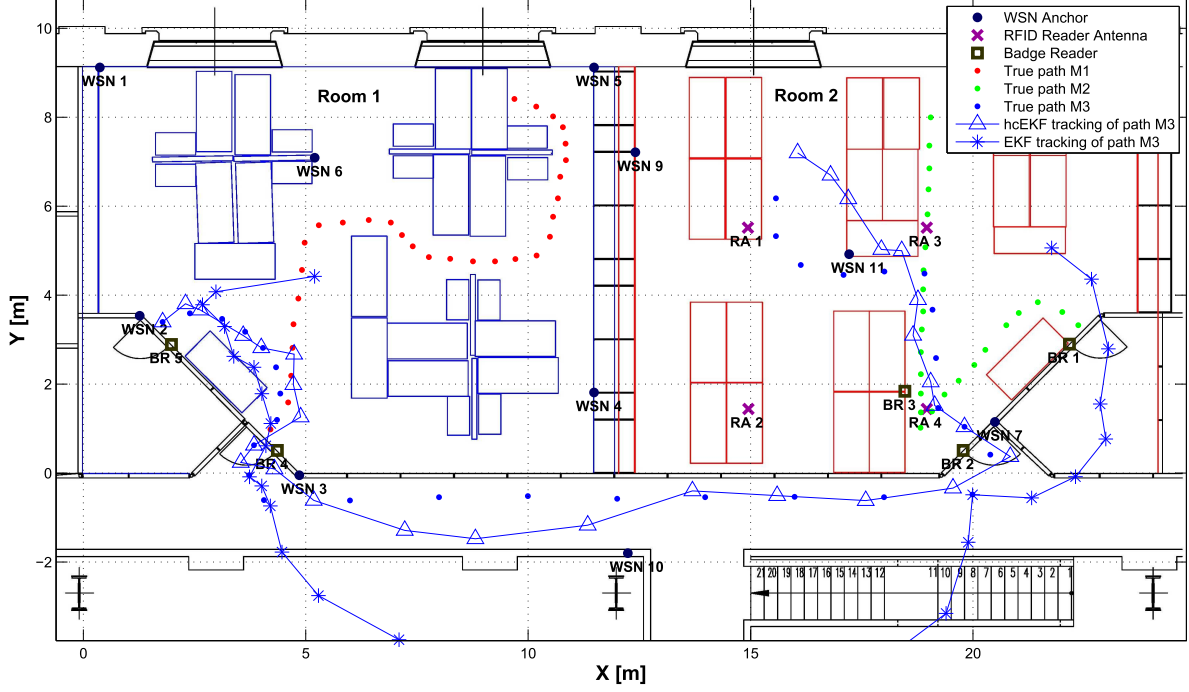 10
8
6
4
2
0
−2
Y [m]
0
5
10
15
20
X [m]
WSN Anchor
RFID Reader Antenna
Badge Reader
True path M1
True path M2
True path M3
hcEKF tracking of path M3
EKF tracking of path M3
WSN 1
WSN 5
Room 1
Room 2
WSN 6
WSN 9
RA 1
RA 3
WSN 11
WSN 2
BR 5
BR 1
WSN 4
BR 3
RA 2
RA 4
WSN 7
BR 4
BR 2
WSN 3
WSN 10
21 20 19 18 17 16 15 14 13 12 11 10 9 8 7 6 5 4 3 2 1